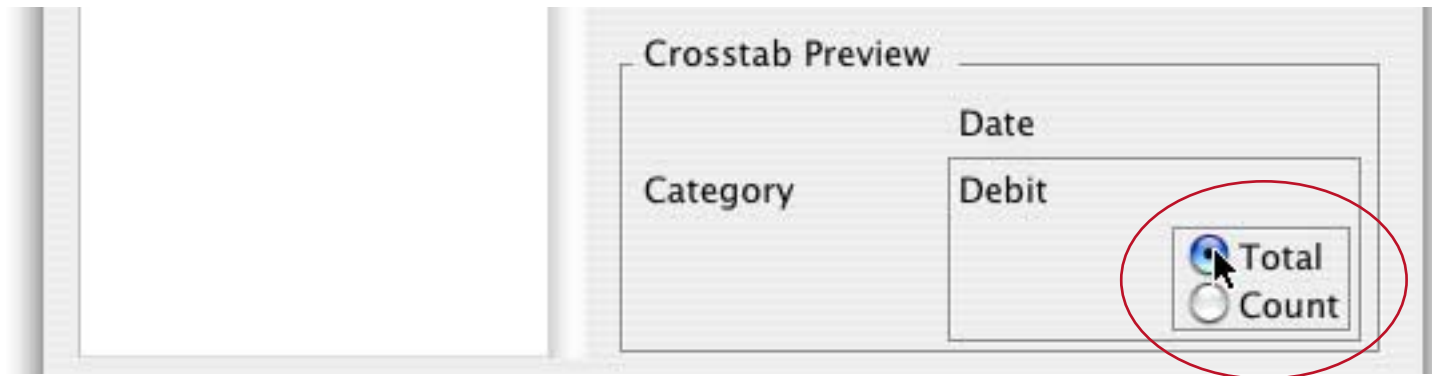 Crosstab Preview
Date
Category Debit
Total
Count